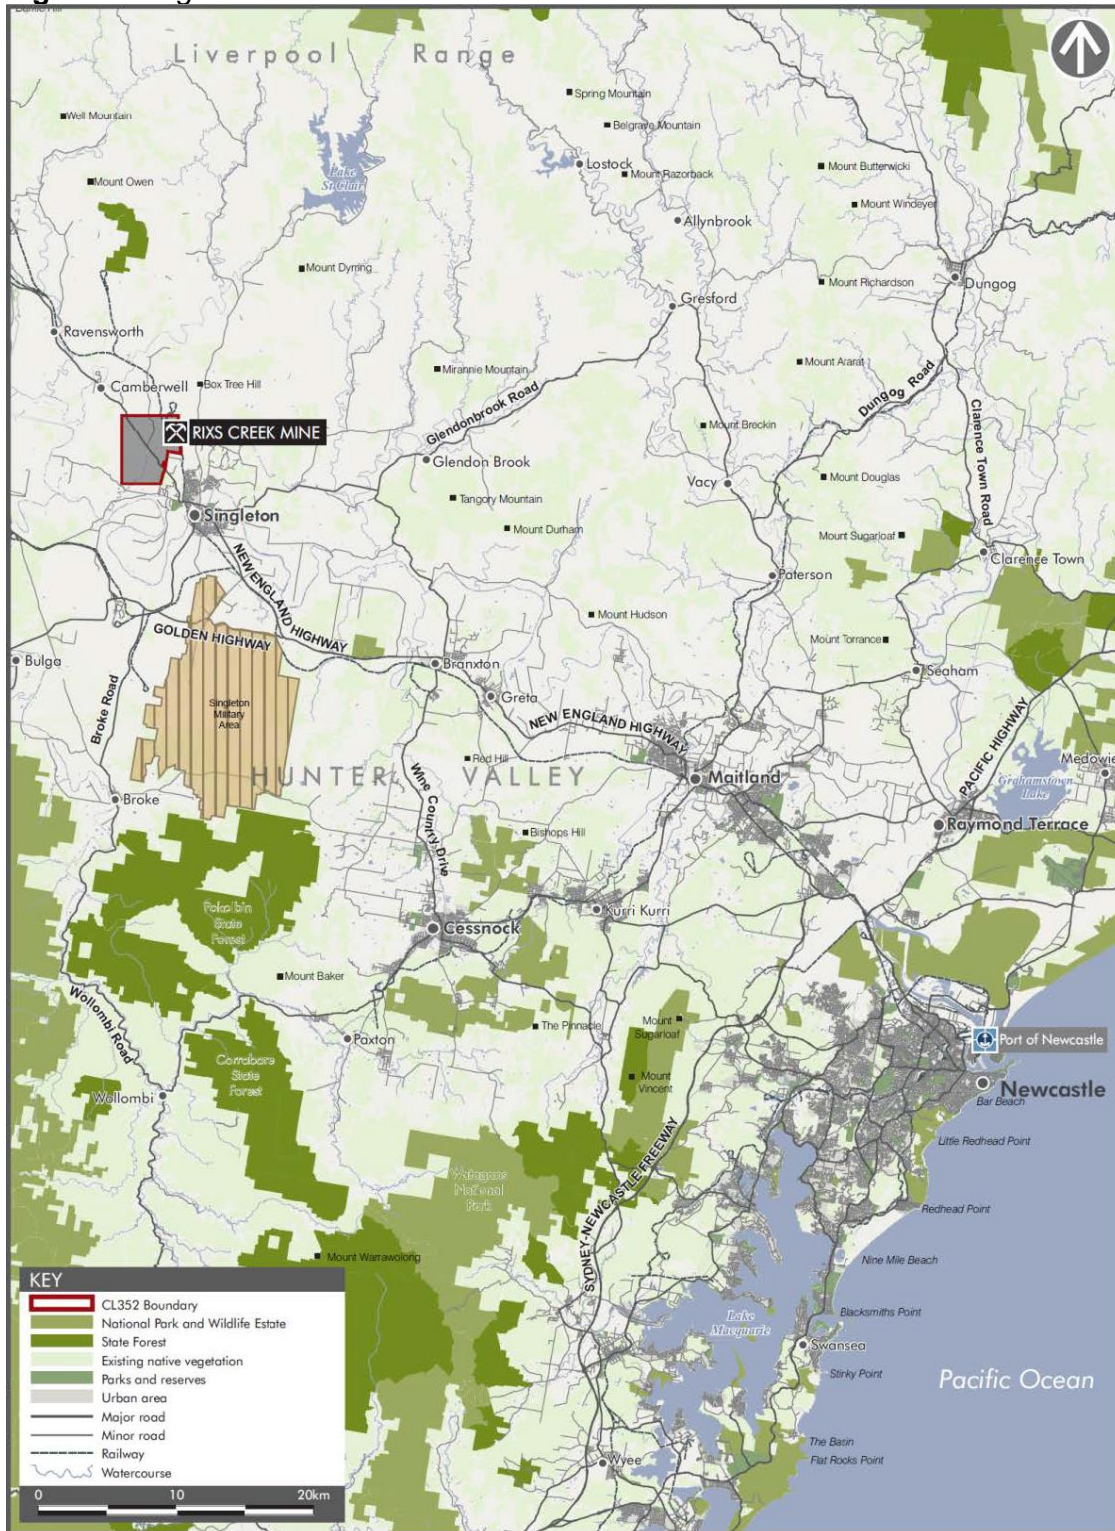 Liverpool Range
Spring Mountain
Well Mountain
Belgrave Mountain
Lostock
Mount Butterwicki
Lake
St Clair
Mount Razorback
Mount Owen
Mount Windeyer
Allynbrook
Mount Dyrring
Mount Richardson
Dungog
Gresford
Ravensworth
Mount Ararat
Mirannie Mountain
Camberwell
Box Tree Hill
Dungog Road
Glendonbrook Road
Clarence Town Road
Mount Breckin
RIXS CREEK MINE
Glendon Brook
Mount Douglas
Vacy
Tangory Mountain
Singleton
Mount Durham
Mount Sugarloaf
Clarence Town
NEW ENGLAND HIGHWAY
Paterson
Mount Hudson
GOLDEN HIGHWAY
Mount Torrance
Bulga
Branxton
Seaham
Broke Road
Singleton
Military
Area
Greta
NEW ENGLAND HIGHWAY
PACIFIC HIGHWAY
Red Hill
Medowie
HUNTER VALLEY
Maitland
Grahamstown
Lake
Wine Country Drive
Broke
Raymond Terrace
Bishops Hill
Pokolbin
State
Forest
Kurri Kurri
Cessnock
Mount Baker
Wollombi Road
The Pinnacle
Mount
Sugarloaf
Paxton
Port of Newcastle
Corrabare
State
Forest
Mount
Vincent
Newcastle
Wollombi
Bar Beach
Little Redhead Point
Watagans
National
Park
SYDNEY-NEWCASTLE FREEWAY
Redhead Point
Mount Warrawolong
Nine Mile Beach
KEY
CL352 Boundary
National Park and Wildlife Estate
State Forest
Existing native vegetation
Parks and reserves
Urban area
Major road
Minor road
Railway
Watercourse
0 10 20km
Blacksmiths Point
Lake
Macquarie
Swansea
Stirky Point
Pacific Ocean
The Basin
Flat Rocks Point
Wyee